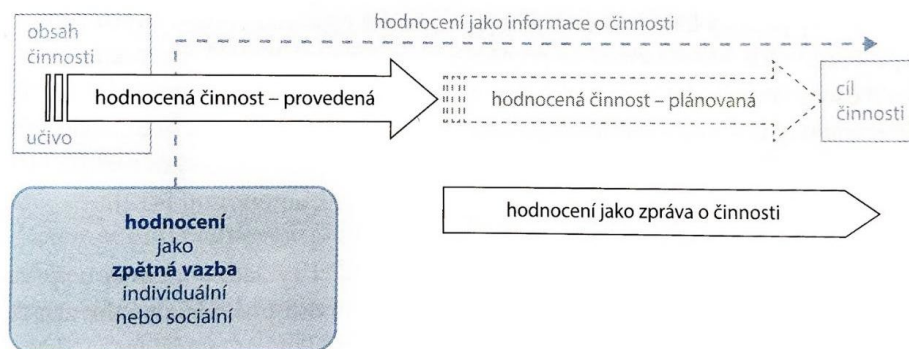 hodnocení jako informace o činnosti
obsah
činnosti
hodnocená činnost – provedená
hodnocená činnost – plánovaná
cíl
činnosti
učivo
hodnocení jako zpráva o činnosti
hodnocení
jako
zpětná vazba
individuální
nebo sociální